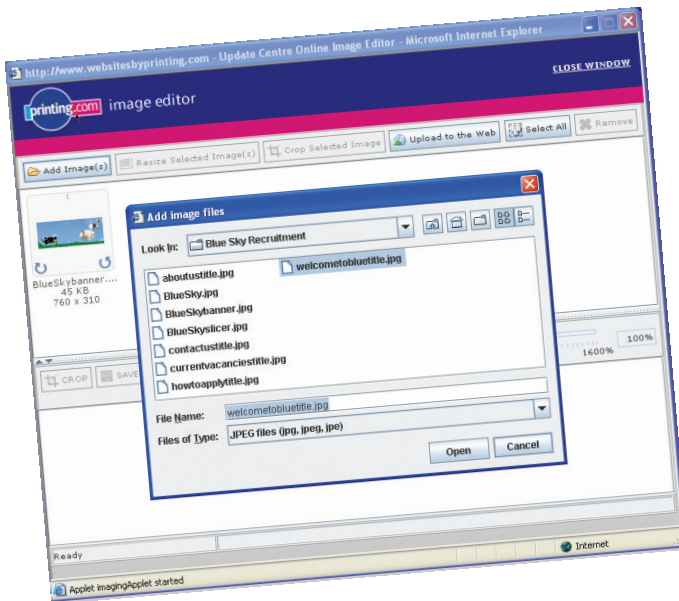 http://www.websitesbyprinting.com - Update Centre Online Image Editor - Microsoft Internet Explorer
printing.com image editor
CLOSE WINDOW
Add Image(s) Resize Selected Image(s) Crop Selected Image Upload to the Web Select All Remove
1
BlueSkybanner....
45 KB
760 x 310
Add image files
Look In: Blue Sky Recruitment
aboutustitle.jpg
BlueSky.jpg
BlueSkybanner.jpg
BlueSkyslicer.jpg
contactustitle.jpg
currentvacanciestitle.jpg
howtoapplytitle.jpg
welcometobluetitle.jpg
File Name: welcometobluetitle.jpg
Files of Type: JPEG files (jpg, jpeg, jpe)
Open Cancel
CROP SAVE
1600% 100%
Ready
Applet imagingApplet started
Internet